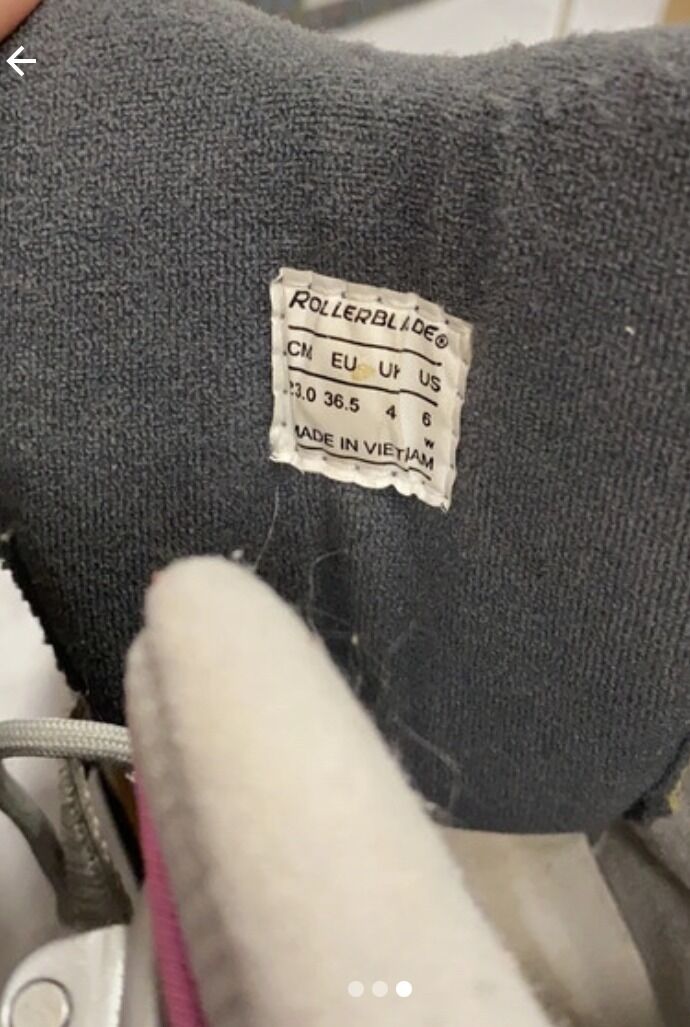 ROLLERBLADE®
CM EU UK US
23.0 36.5 4 6
W
MADE IN VIETNAM